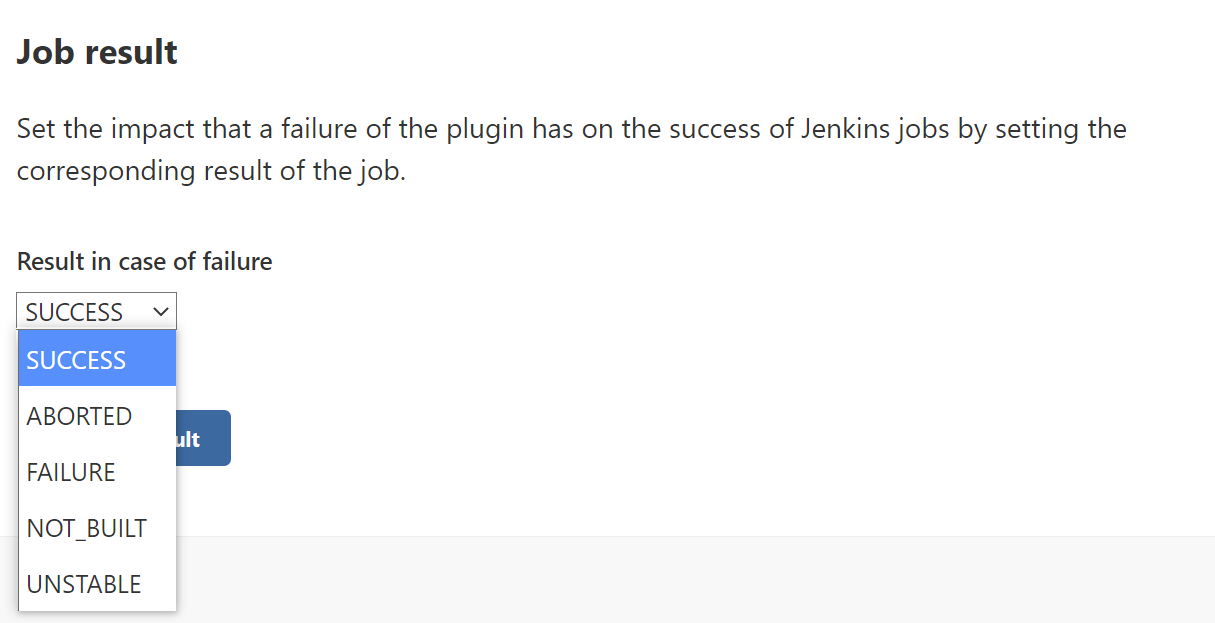 Job result
Set the impact that a failure of the plugin has on the success of Jenkins jobs by setting the
corresponding result of the job.
Result in case of failure
SUCCESS
SUCCESS
ABORTED
FAILURE
NOT_BUILT
UNSTABLE